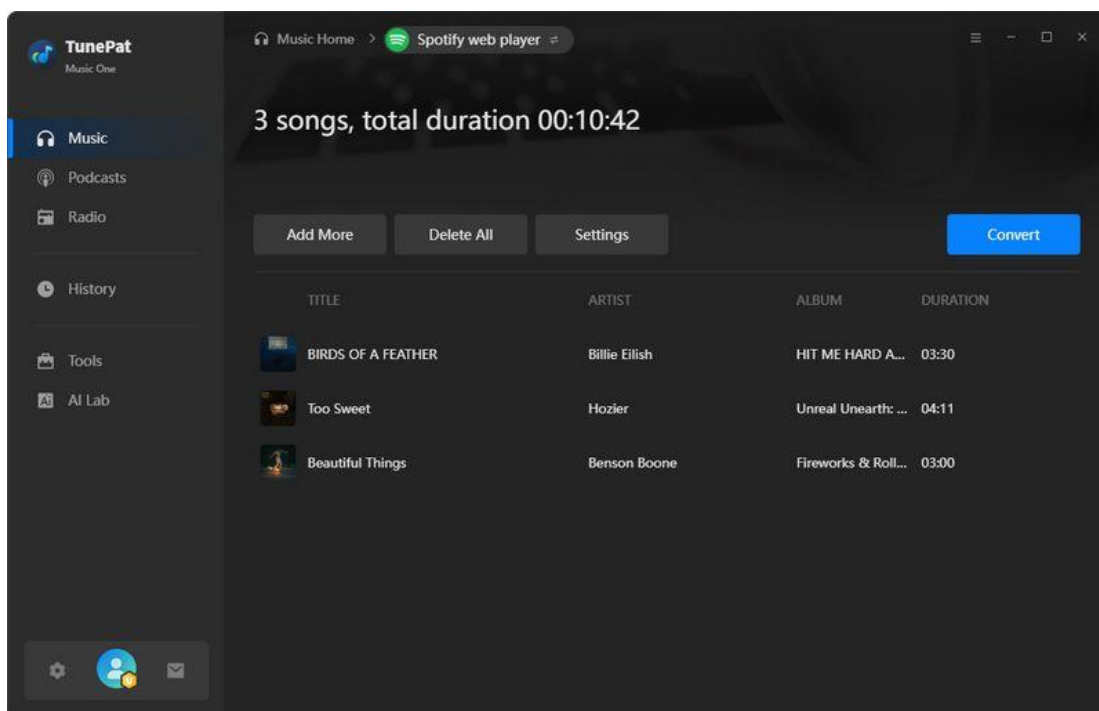 TunePat
Music One
Music
Podcasts
Radio
History
Tools
AI Lab
Music Home > Spotify web player
3 songs, total duration 00:10:42
Add More Delete All Settings Convert
TITLE ARTIST ALBUM DURATION
BIRDS OF A FEATHER Billie Eilish HIT ME HARD A... 03:30
Too Sweet Hozier Unreal Unearth: ... 04:11
Beautiful Things Benson Boone Fireworks & Roll... 03:00